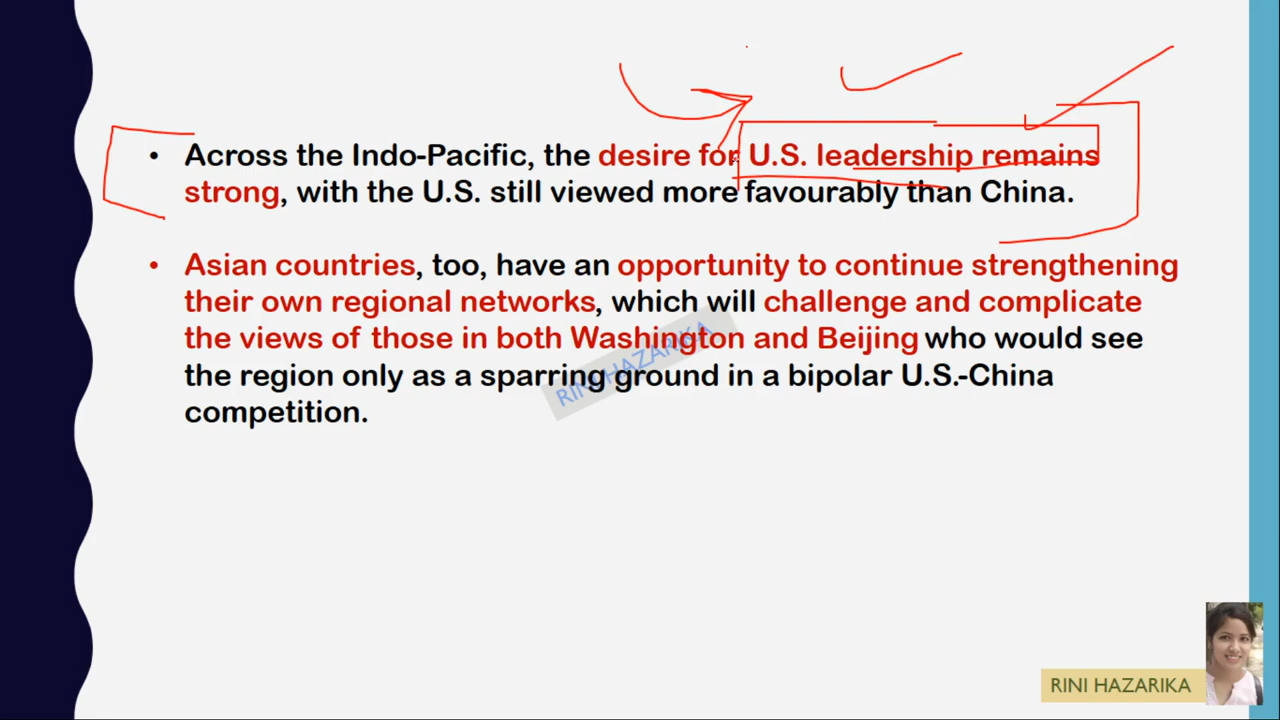 • Across the Indo-Pacific, the desire for U.S. leadership remains
strong, with the U.S. still viewed more favourably than China.
• Asian countries, too, have an opportunity to continue strengthening
their own regional networks, which will challenge and complicate
the views of those in both Washington and Beijing who would see
the region only as a sparring ground in a bipolar U.S.-China
competition.
RINI HAZARIKA
RINI HAZARIKA